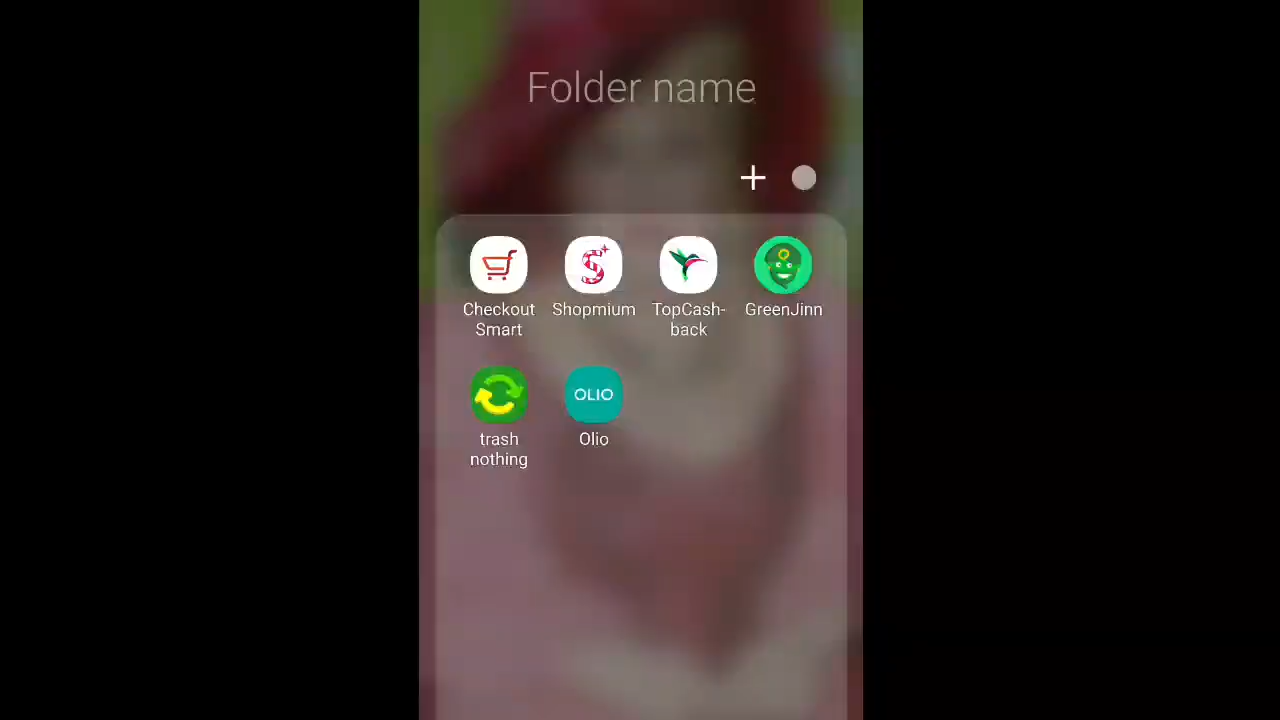 Folder name
Checkout
Smart
Shopmium
TopCash-
back
GreenJinn
trash
nothing
OLIO
Olio